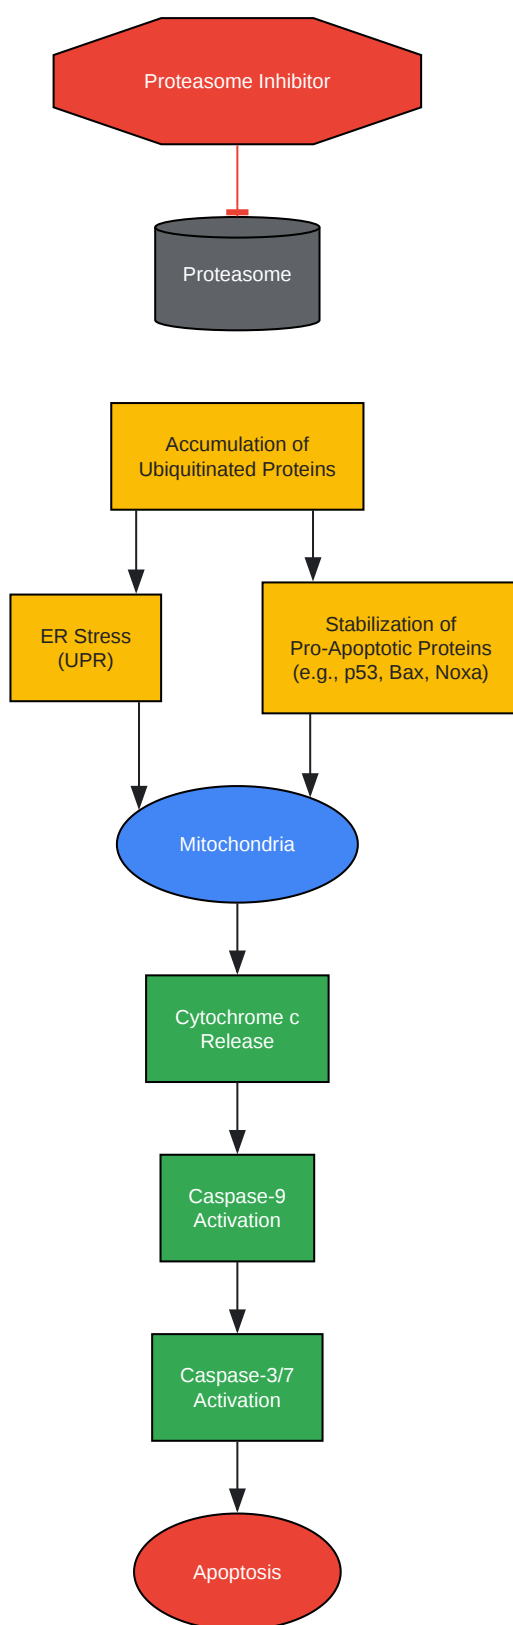 Proteasome Inhibitor
Proteasome
Accumulation of
Ubiquitinated Proteins
ER Stress
(UPR)
Stabilization of
Pro-Apoptotic Proteins
(e.g., p53, Bax, Noxa)
Mitochondria
Cytochrome c
Release
Caspase-9
Activation
Caspase-3/7
Activation
Apoptosis